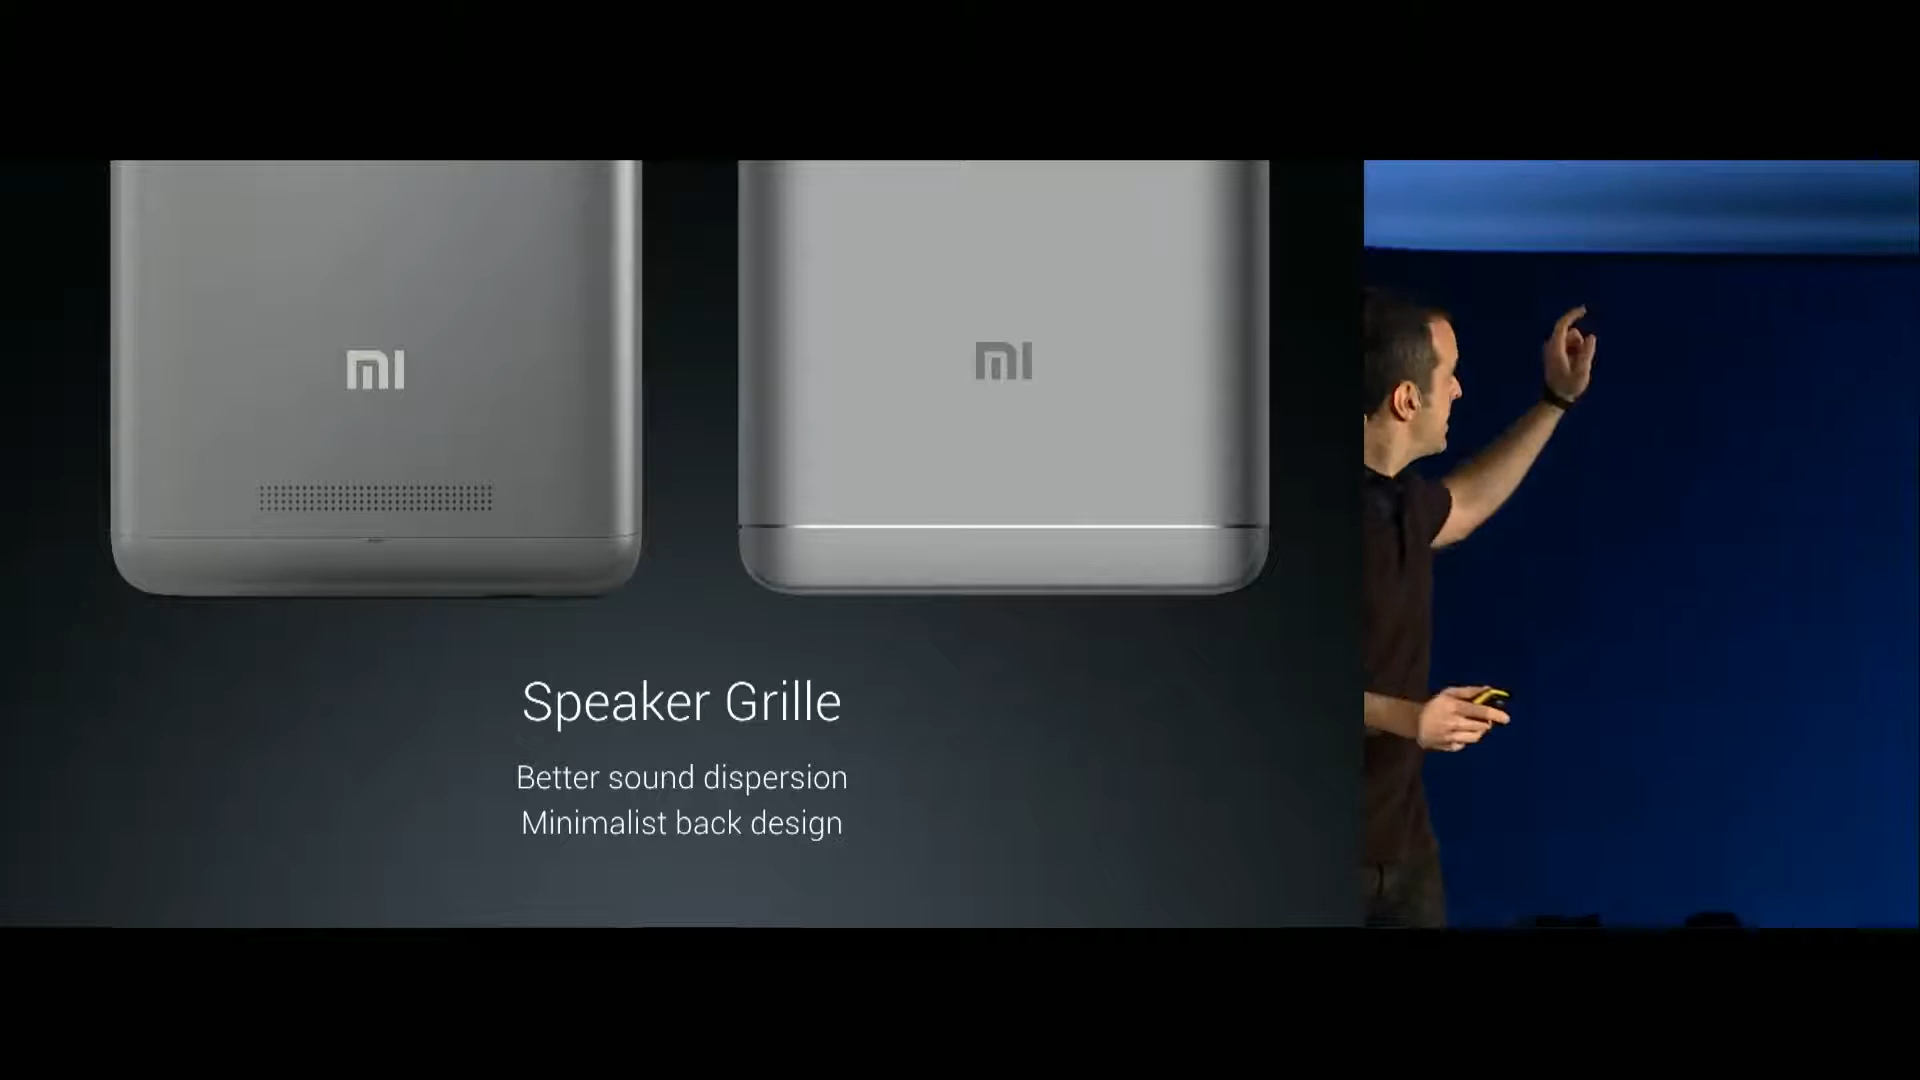 MI
MI
Speaker Grille
Better sound dispersion
Minimalist back design